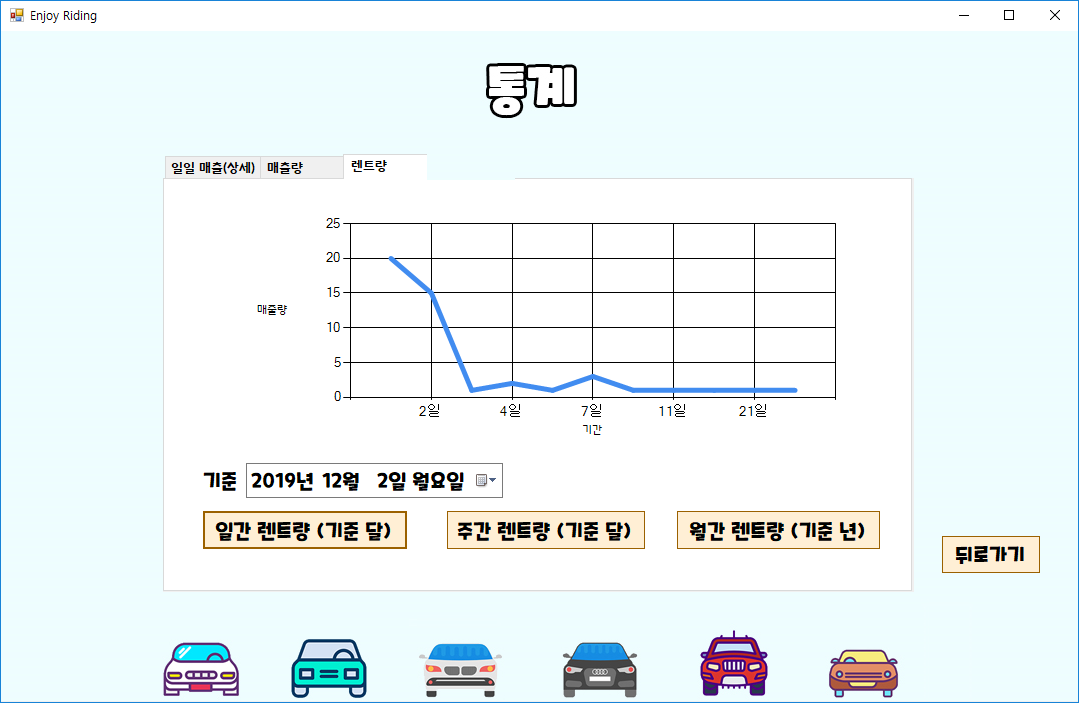 Enjoy Riding
통계
일일 매출(상세) 매출량 렌트량
25
20
15
10
5
0
매출량
2일 4일 7일 11일 21일
기간
기준 2019년 12월 2일 월요일
일간 렌트량 (기준 달) 주간 렌트량 (기준 달) 월간 렌트량 (기준 년)
뒤로가기